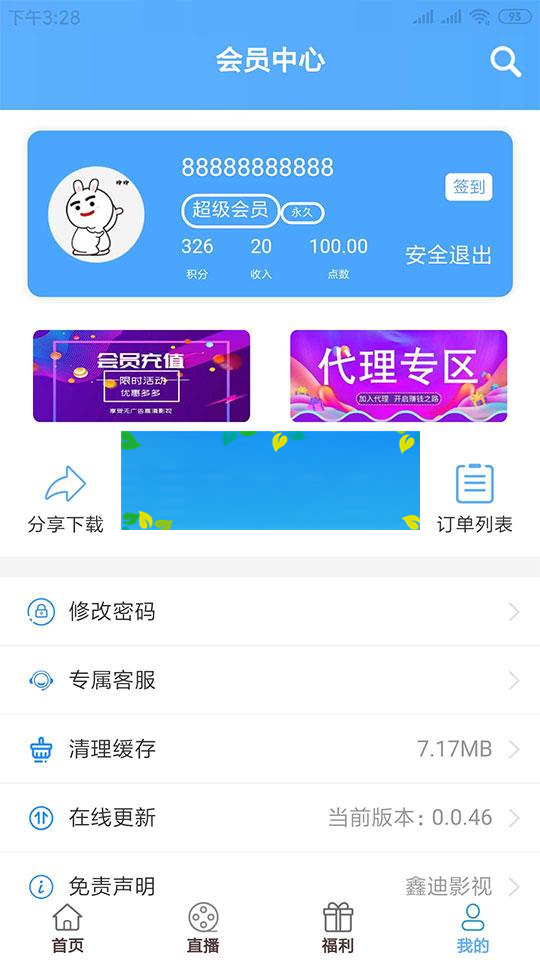 下午3:28
93
会员中心
哼哼
88888888888
签到
超级会员 永久
326 20 100.00
安全退出
积分 收入 点数
会员充值
限时活动
优惠多多
享受无广告高清影视
代理专区
加入代理 开启赚钱之路
分享下载
订单列表
修改密码
专属客服
清理缓存 7.17MB
在线更新 当前版本：0.0.46
免责声明 鑫迪影视
首页 直播 福利 我的